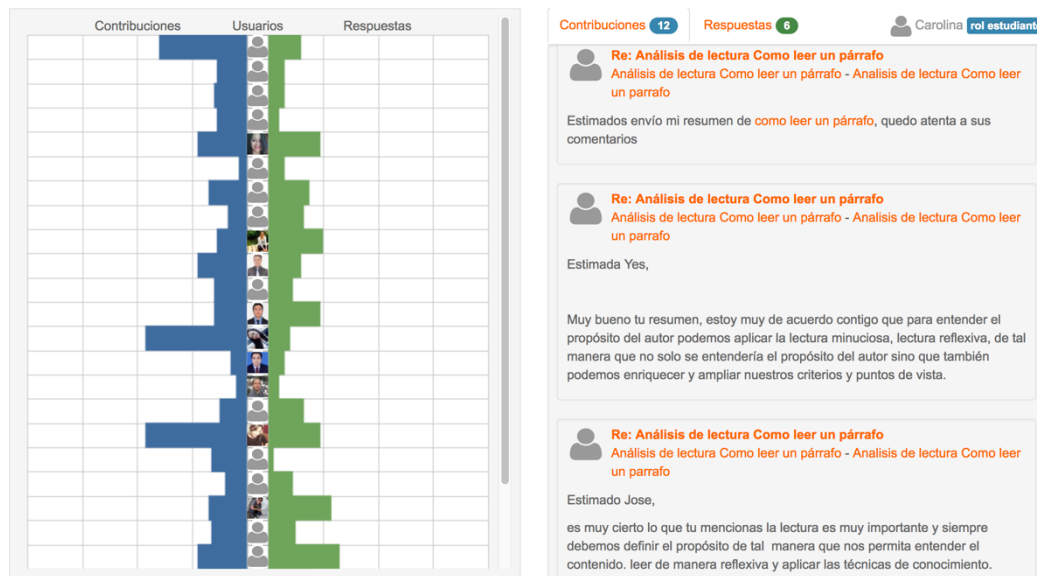 Contribuciones Usuarios Respuestas
Contribuciones 12 Respuestas 6 Carolina rol estudiante
Re: Análisis de lectura Como leer un párrafo
Análisis de lectura Como leer un párrafo - Analisis de lectura Como leer
un parrafo
Estimados envío mi resumen de como leer un párrafo, quedo atenta a sus
comentarios
Re: Análisis de lectura Como leer un párrafo
Análisis de lectura Como leer un párrafo - Analisis de lectura Como leer
un parrafo
Estimada Yes,
Muy bueno tu resumen, estoy muy de acuerdo contigo que para entender el
propósito del autor podemos aplicar la lectura minuciosa, lectura reflexiva, de tal
manera que no solo se entendería el propósito del autor sino que también
podemos enriquecer y ampliar nuestros criterios y puntos de vista.
Re: Análisis de lectura Como leer un párrafo
Análisis de lectura Como leer un párrafo - Analisis de lectura Como leer
un parrafo
Estimado Jose,
es muy cierto lo que tu mencionas la lectura es muy importante y siempre
debemos definir el propósito de tal manera que nos permita entender el
contenido. leer de manera reflexiva y aplicar las técnicas de conocimiento.